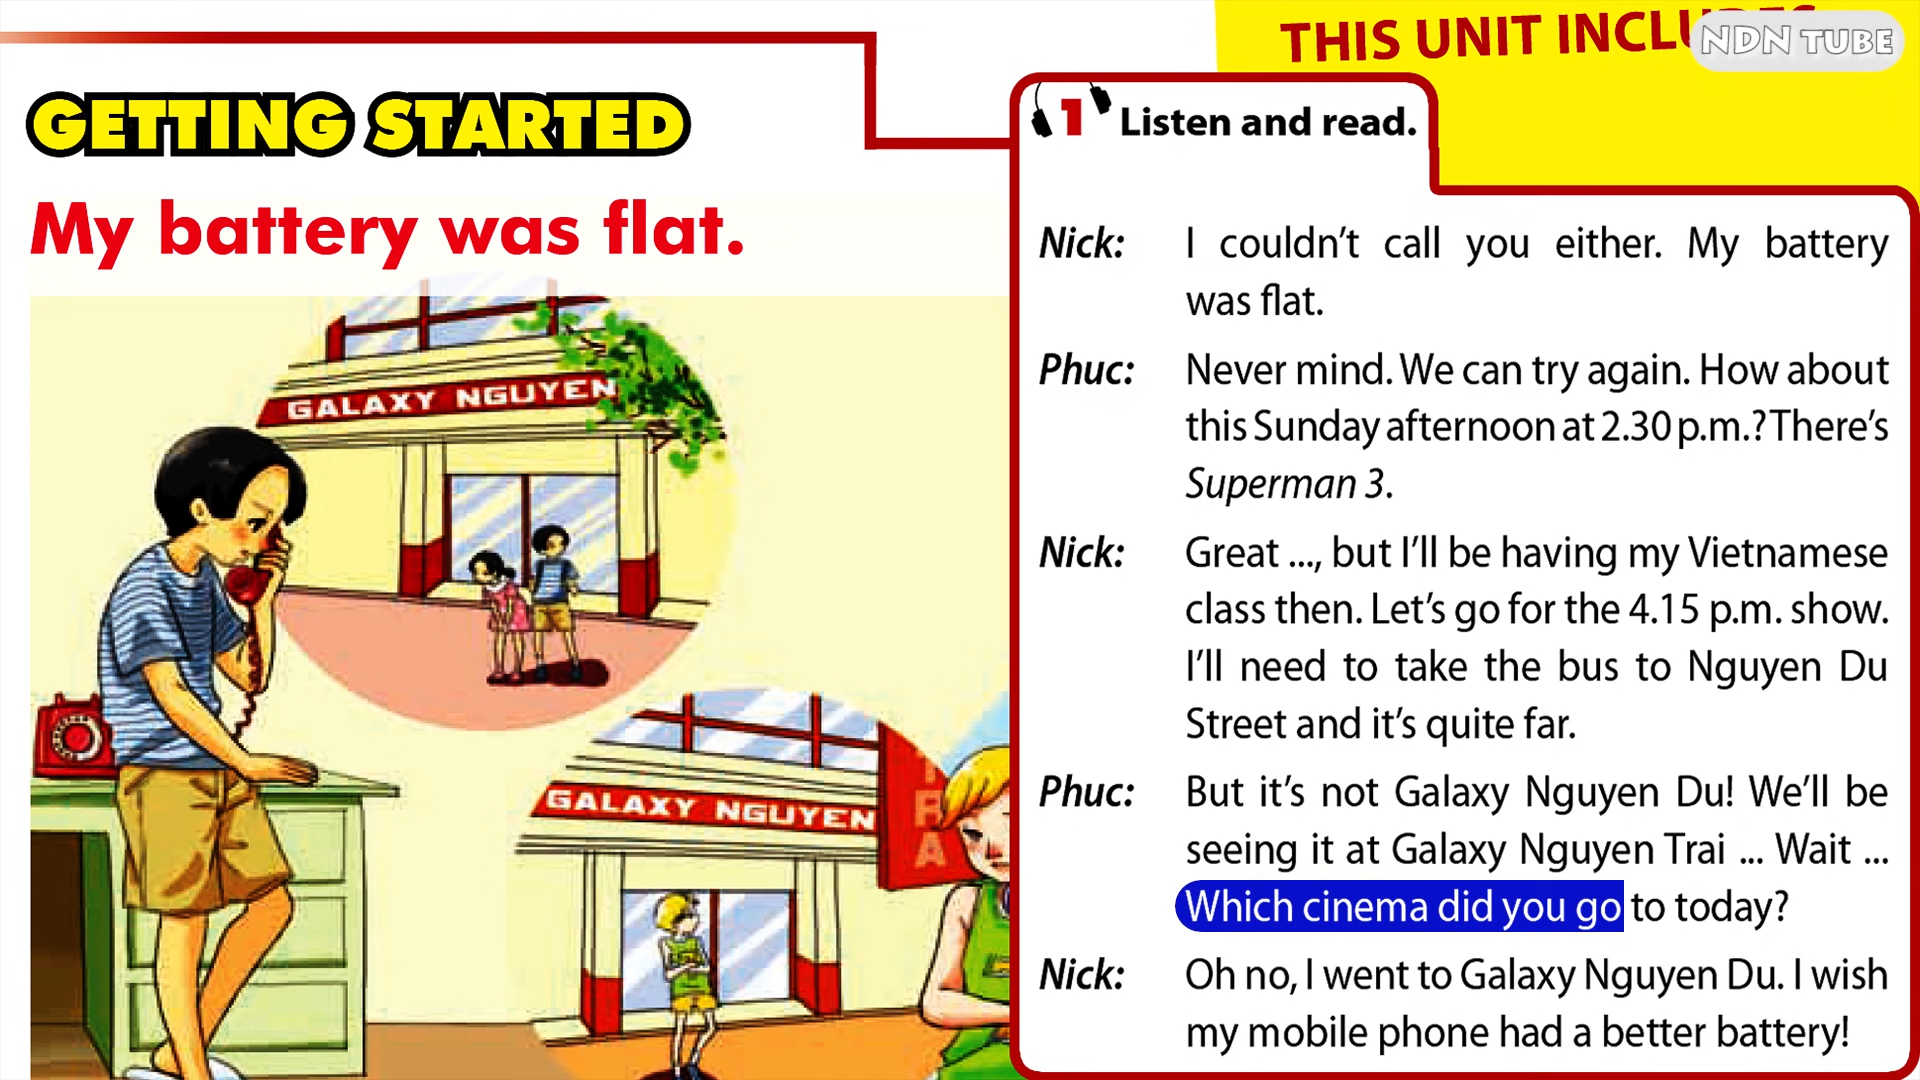 THIS UNIT INCLU
NDN TUBE
GETTING STARTED
My battery was flat.
1 Listen and read.
GALAXY NGUYEN
GALAXY NGUYEN
RA
Nick: I couldn't call you either. My battery
was flat.
Phuc: Never mind. We can try again. How about
this Sunday afternoon at 2.30 p.m.? There's
Superman 3.
Nick: Great ..., but I'll be having my Vietnamese
class then. Let's go for the 4.15 p.m. show.
I'll need to take the bus to Nguyen Du
Street and it's quite far.
Phuc: But it's not Galaxy Nguyen Du! We'll be
seeing it at Galaxy Nguyen Trai ... Wait ...
Which cinema did you go to today?
Nick: Oh no, I went to Galaxy Nguyen Du. I wish
my mobile phone had a better battery!